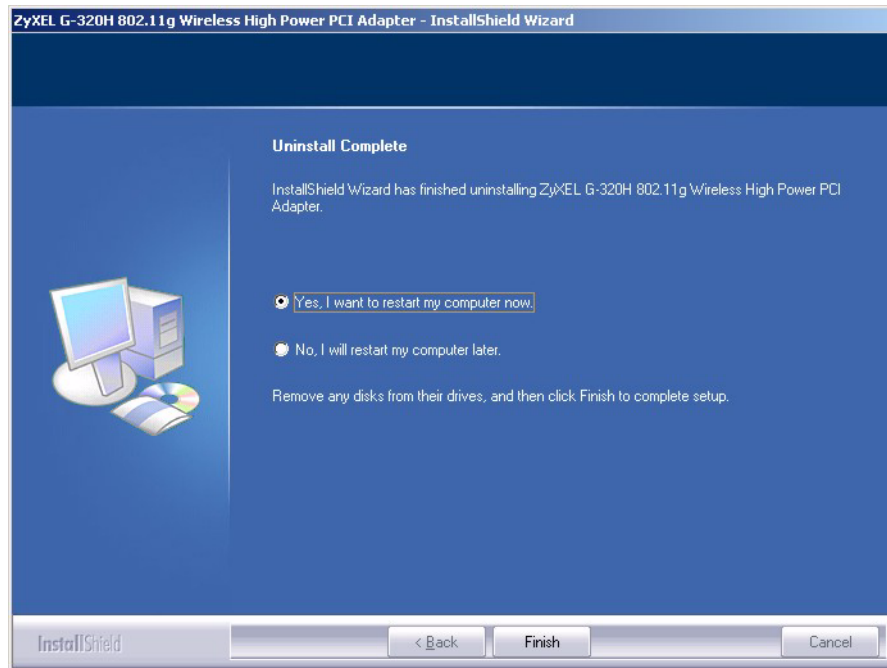 ZyXEL G-320H 802.11g Wireless High Power PCI Adapter - InstallShield Wizard
Uninstall Complete
InstallShield Wizard has finished uninstalling ZyXEL G-320H 802.11g Wireless High Power PCI
Adapter.
Yes, I want to restart my computer now.
No, I will restart my computer later.
Remove any disks from their drives, and then click Finish to complete setup.
InstallShield
< Back
Finish
Cancel